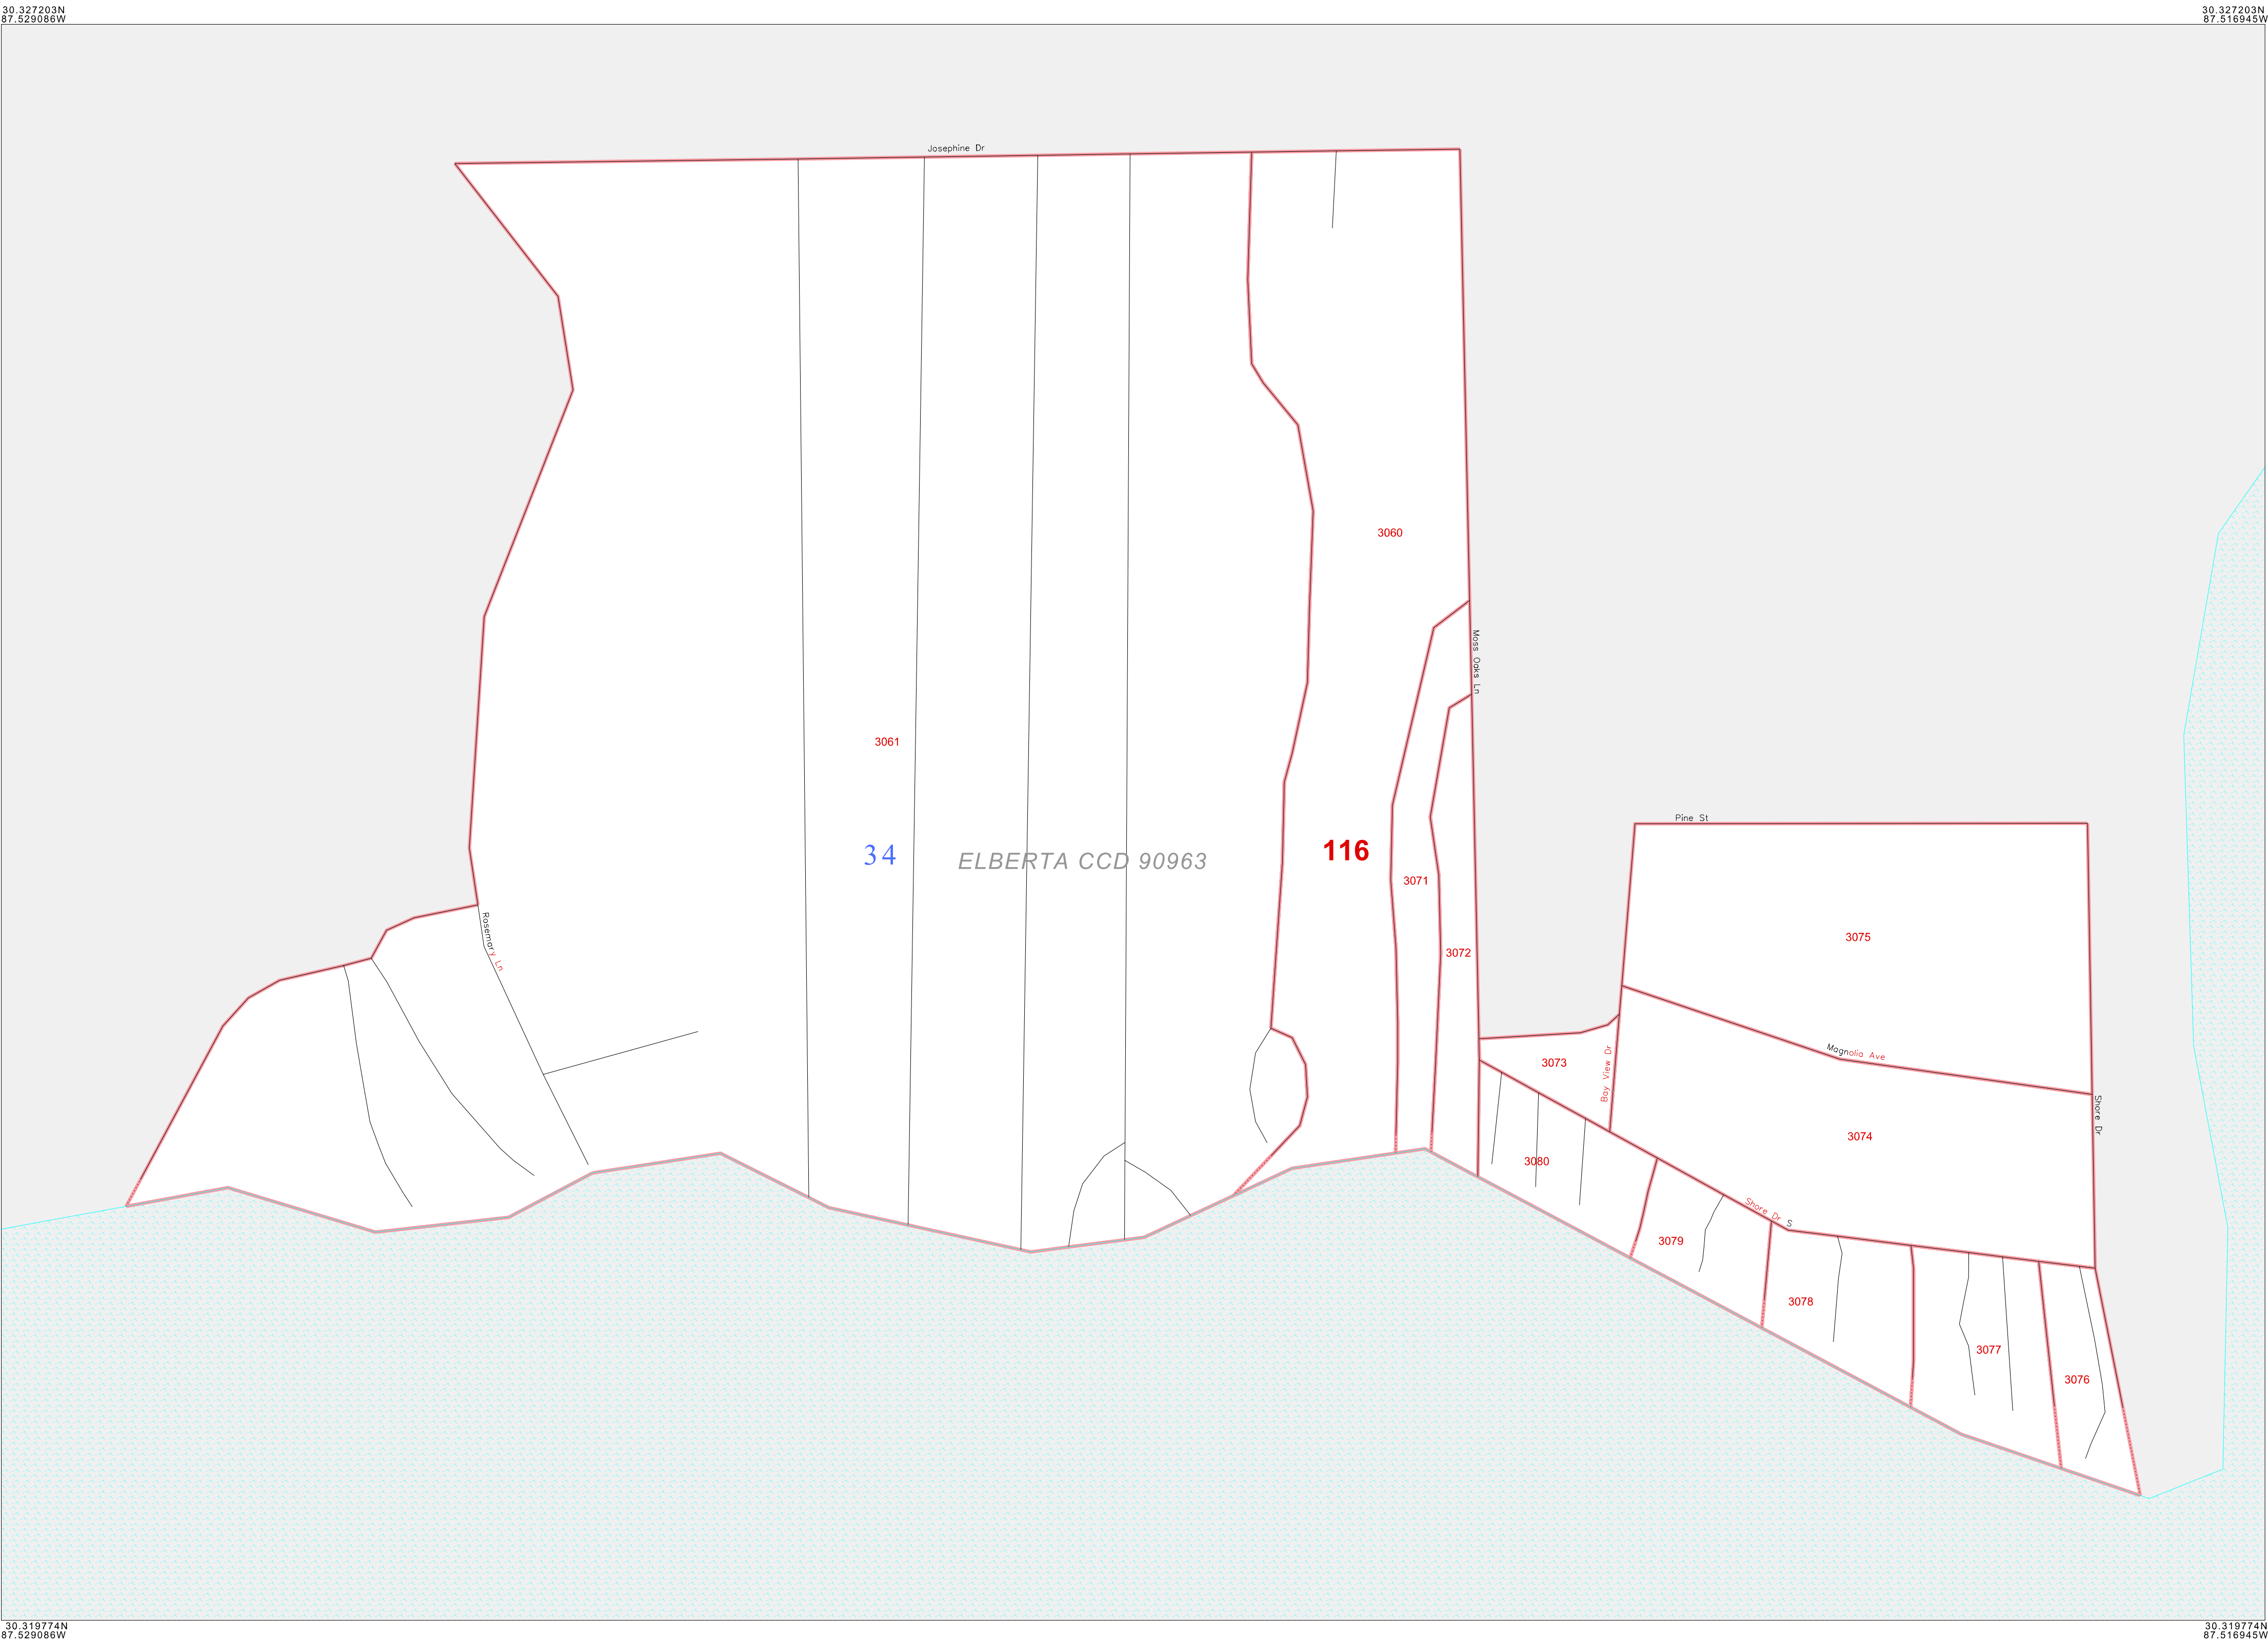 30.327203N
87.529086W
30.327203N
87.516945W
Josephine Dr
3060
Moss Oaks Ln
3061
Pine St
34
ELBERTA CCD 90963
116
3071
3072
3075
Rosemary Ln
Magnolia Ave
3073
Bay View Dr
Shore Dr
3074
3080
Shore Dr S
3079
3078
3077
3076
30.319774N
87.529086W
30.319774N
87.516945W